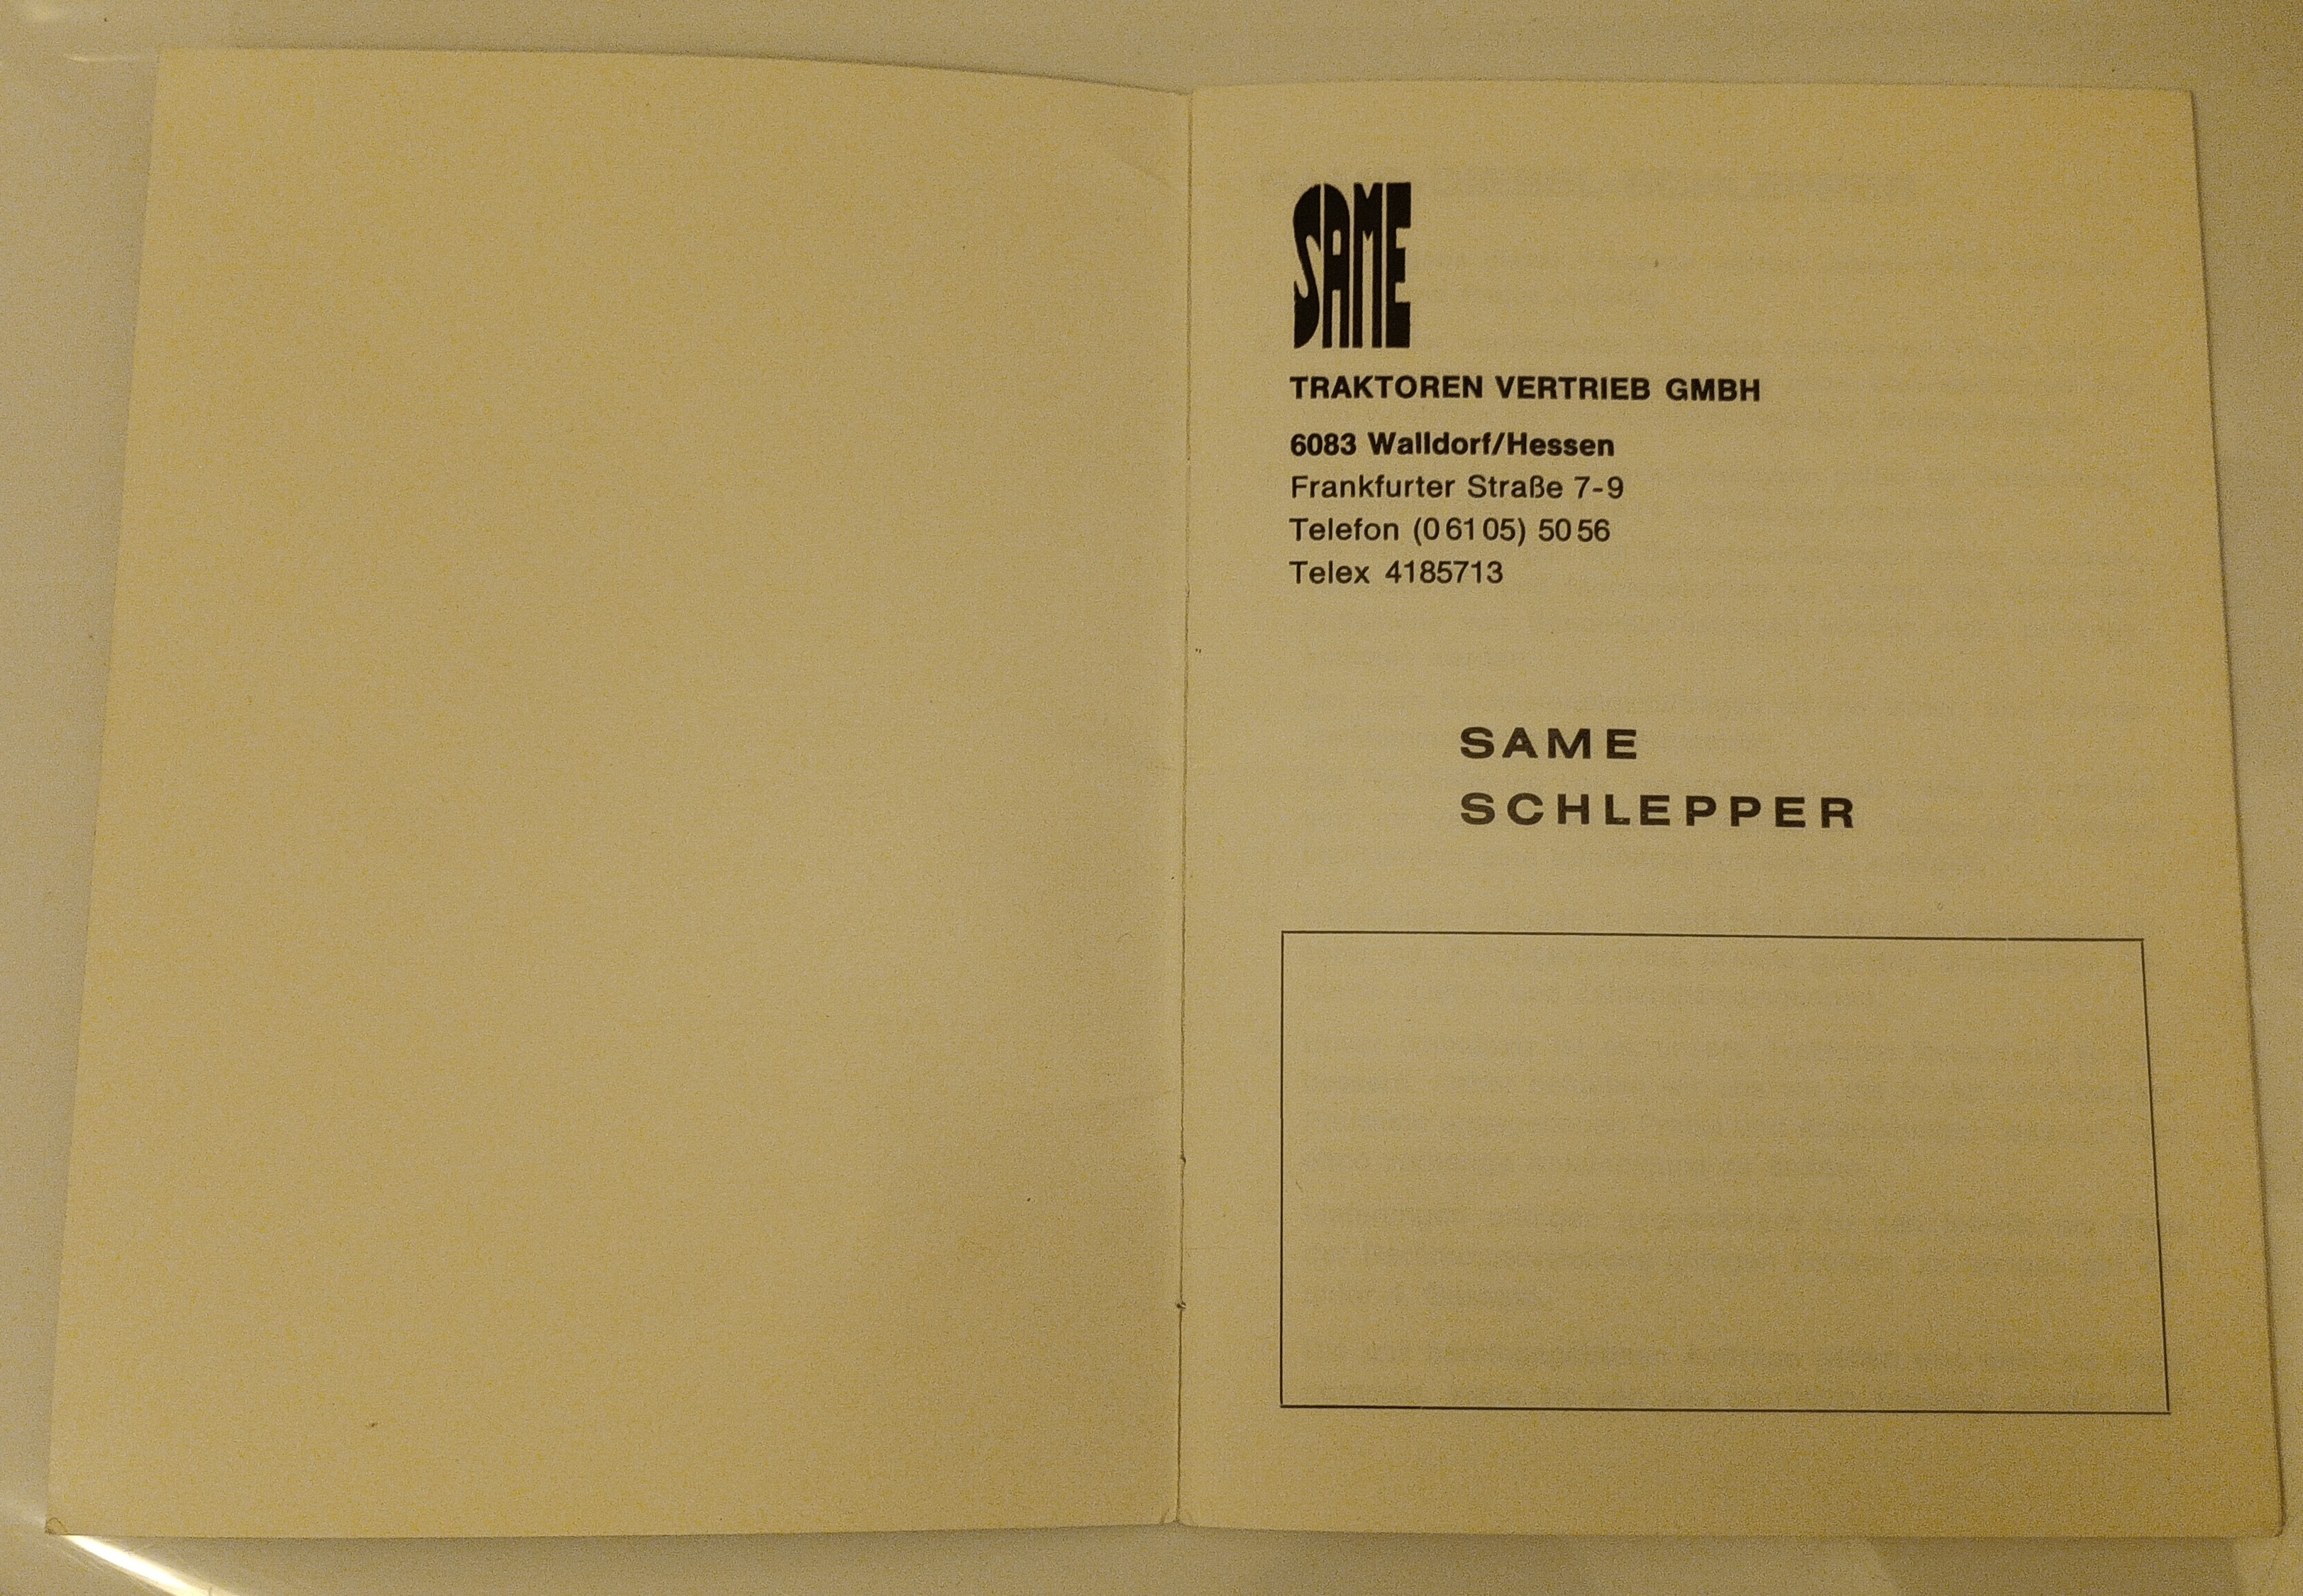 SAME
TRAKTOREN VERTRIEB GMBH
6083 Walldorf/Hessen
Frankfurter Straße 7-9
Telefon (0 61 05) 50 56
Telex 4185713
SAME
SCHLEPPER